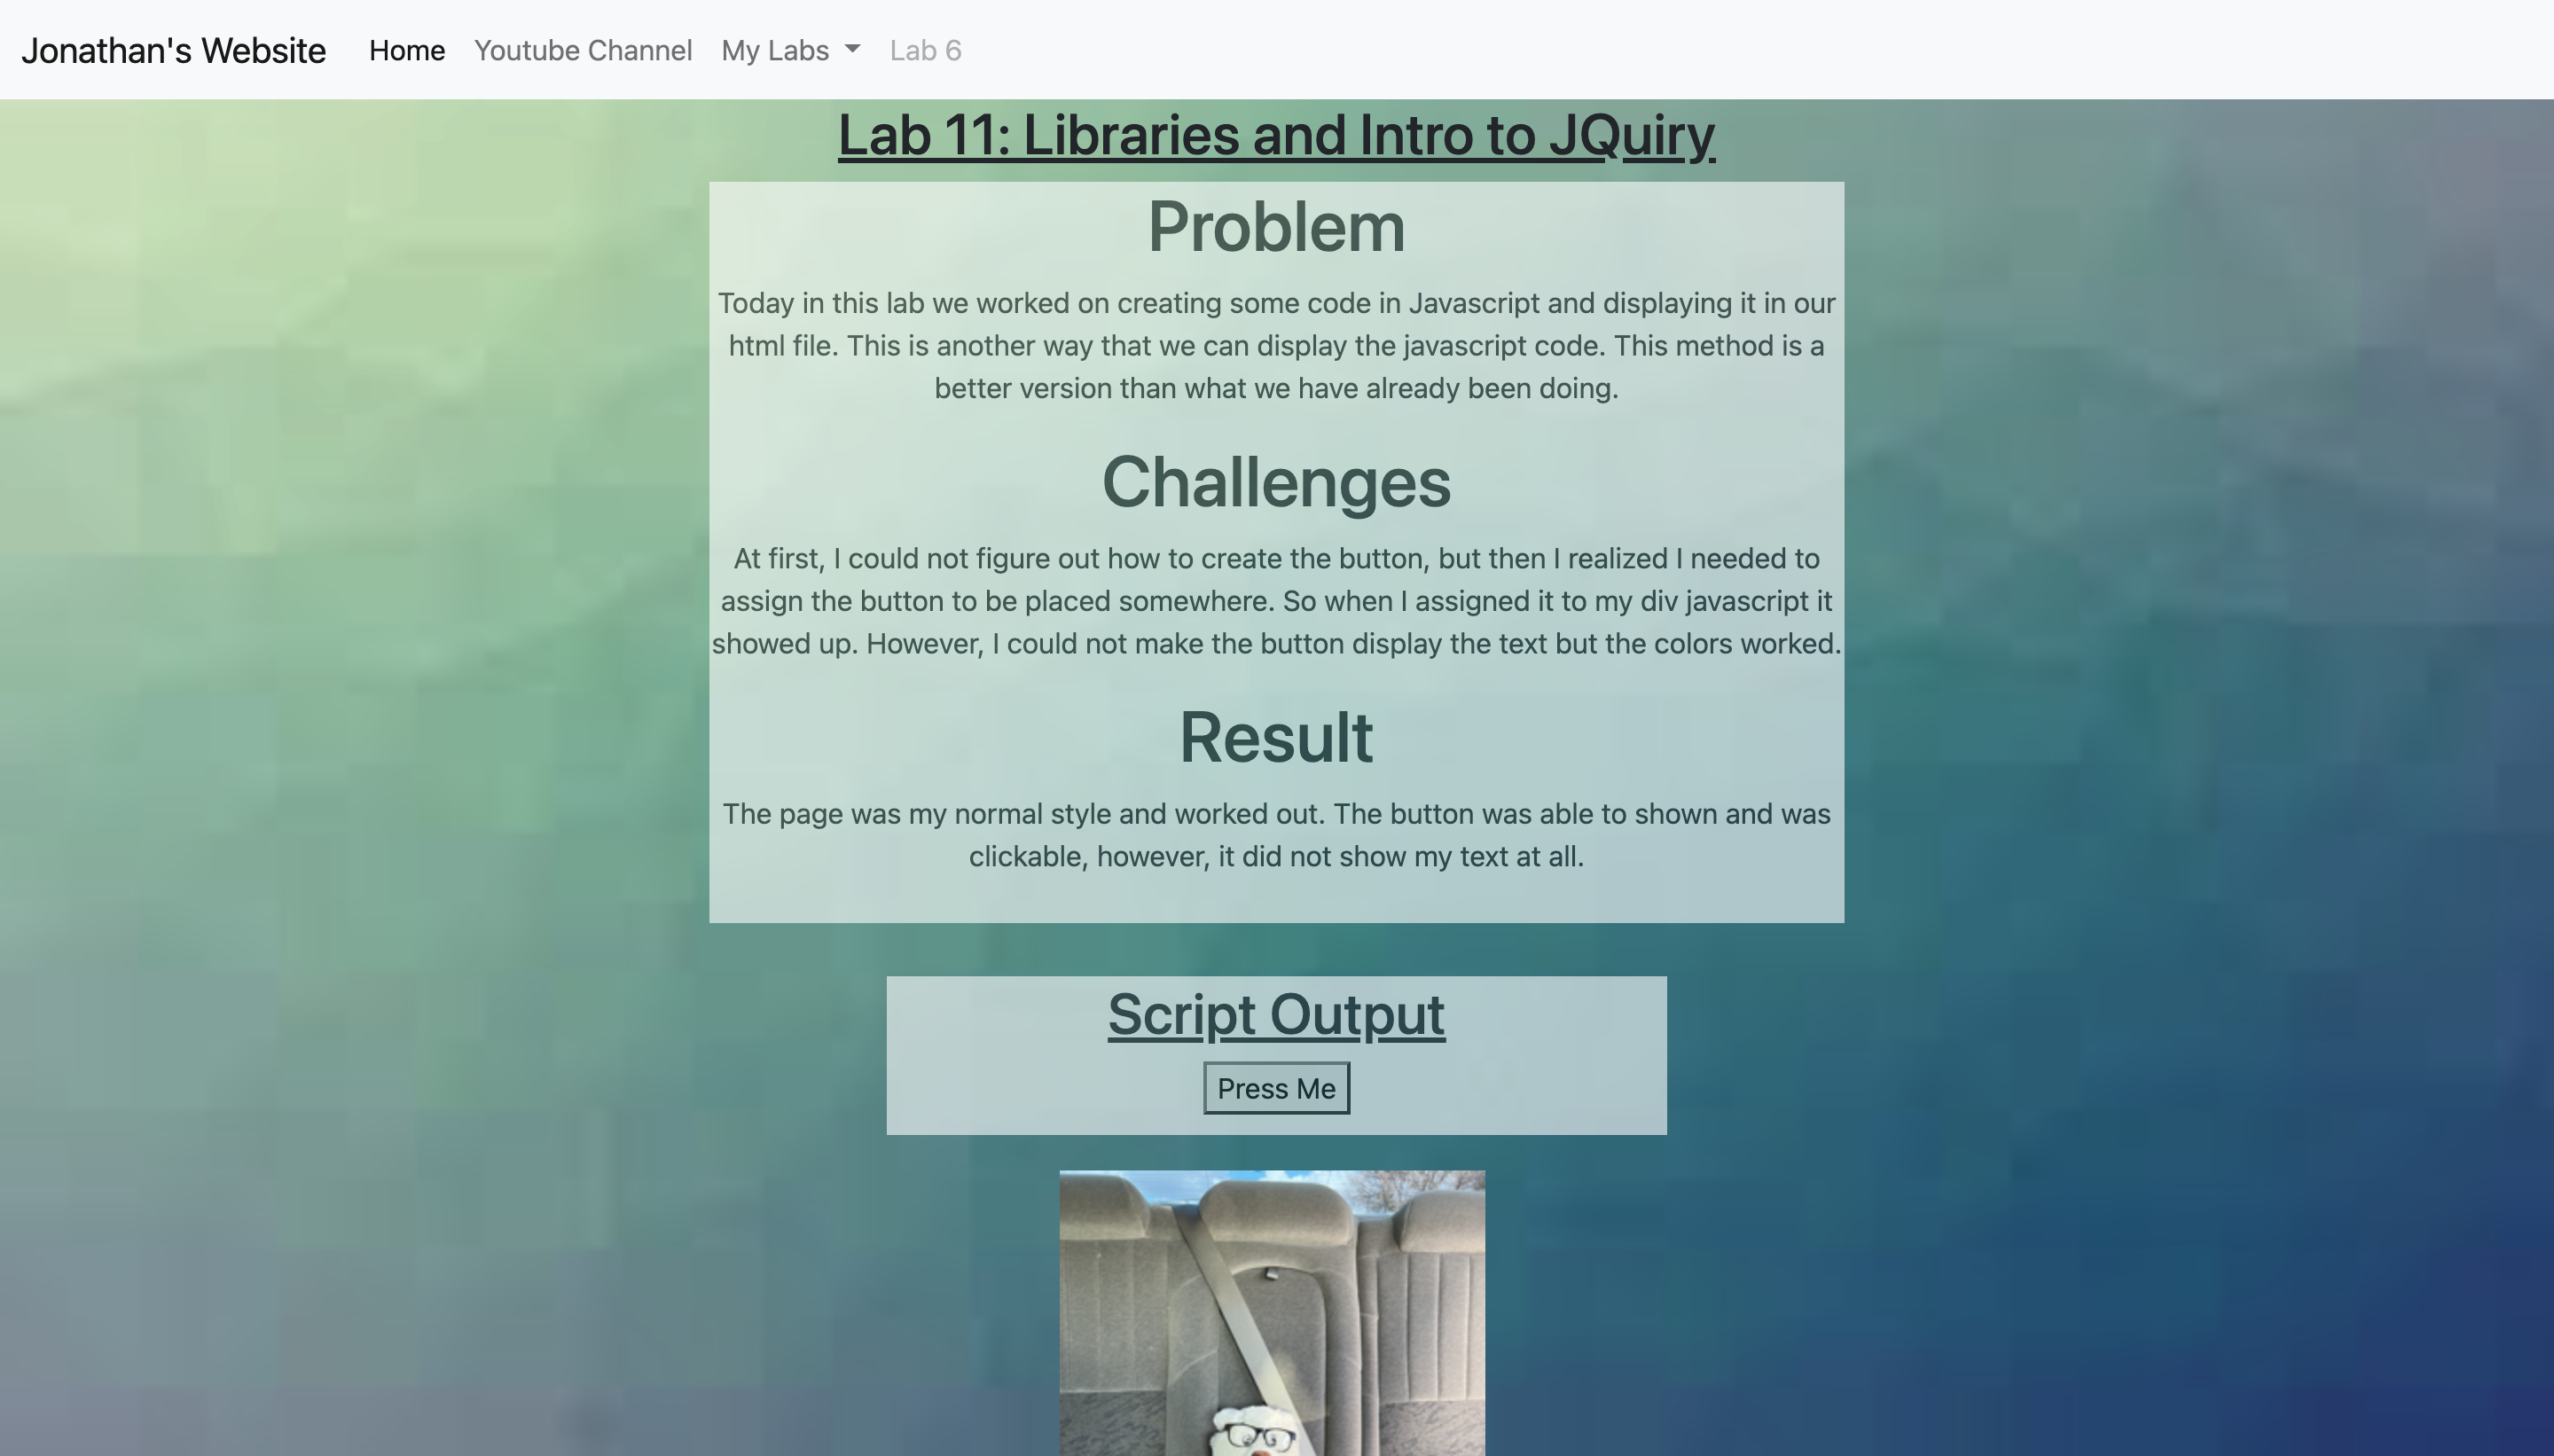 Jonathan's Website Home Youtube Channel My Labs Lab 6
Lab 11: Libraries and Intro to JQuiry
Problem
Today in this lab we worked on creating some code in Javascript and displaying it in our
html file. This is another way that we can display the javascript code. This method is a
better version than what we have already been doing.
Challenges
At first, I could not figure out how to create the button, but then I realized I needed to
assign the button to be placed somewhere. So when I assigned it to my div javascript it
showed up. However, I could not make the button display the text but the colors worked.
Result
The page was my normal style and worked out. The button was able to shown and was
clickable, however, it did not show my text at all.
Script Output
Press Me